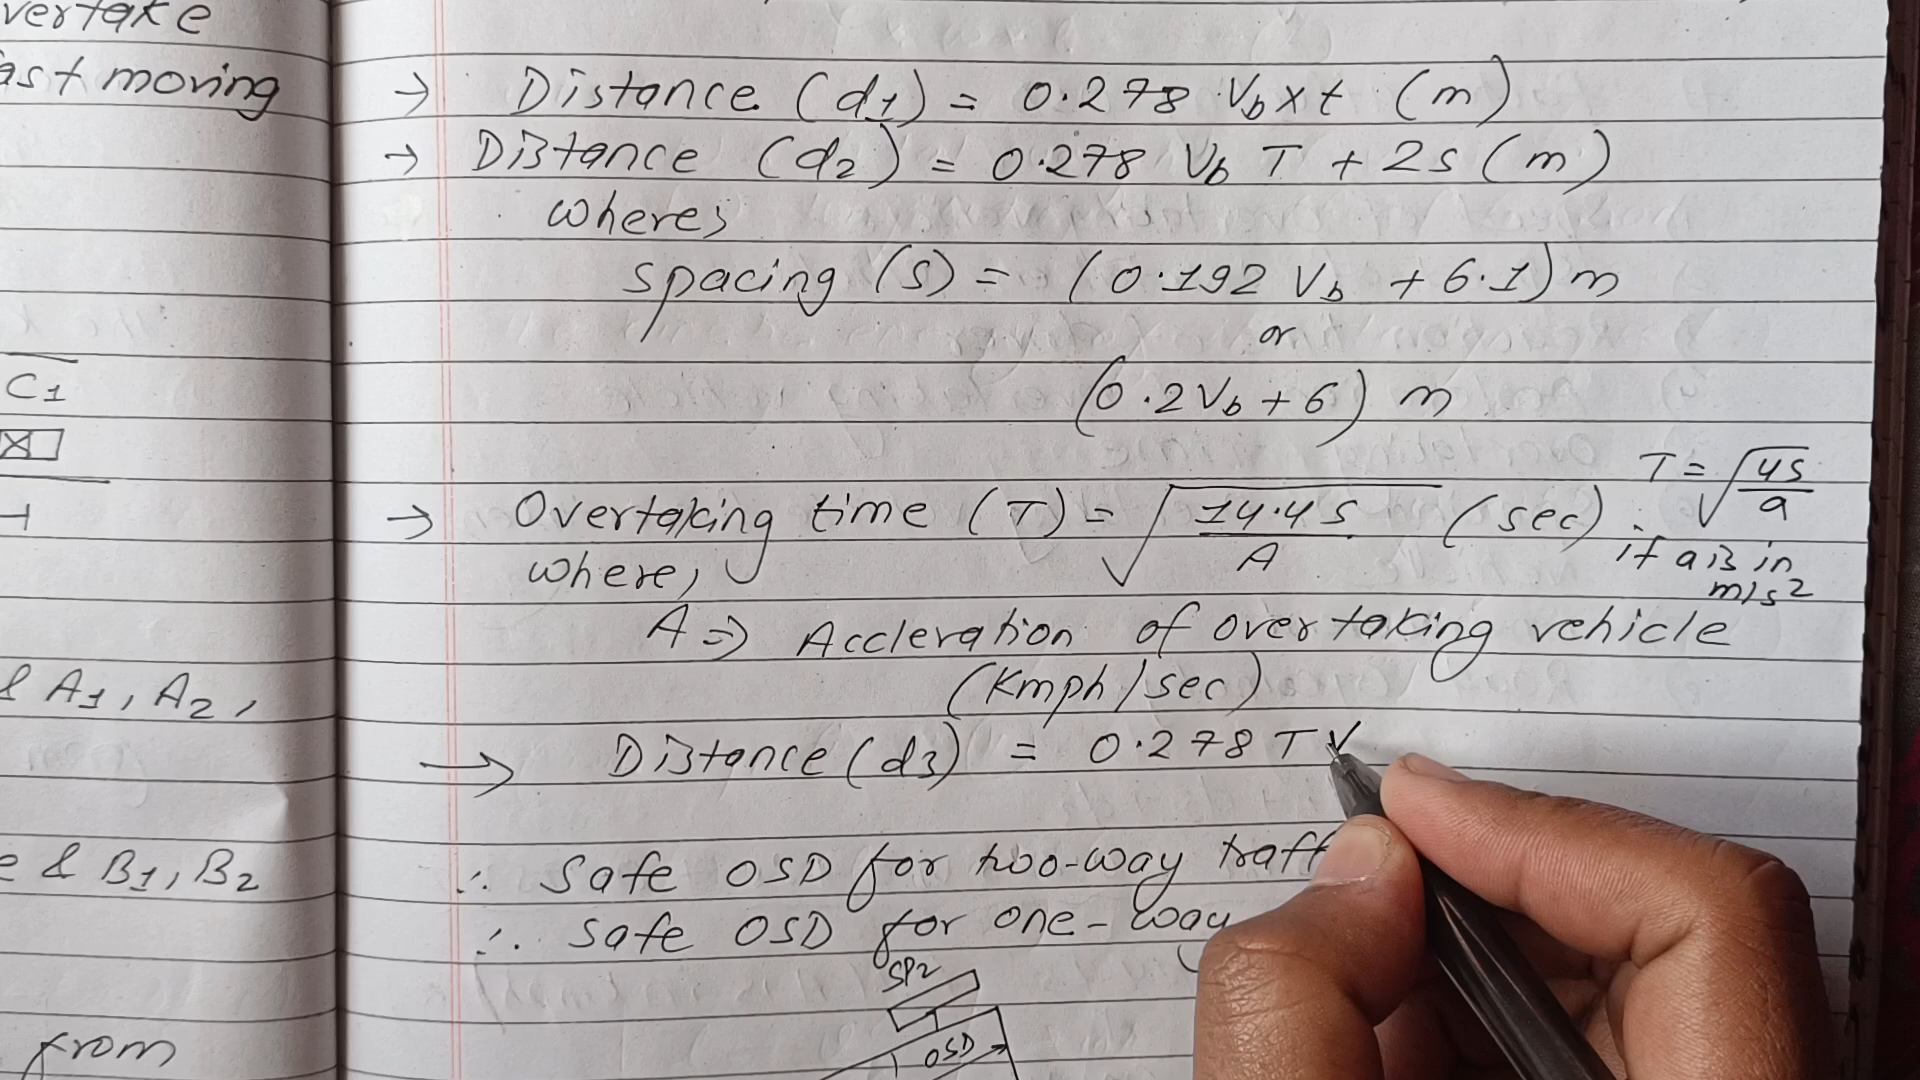 vertake
ast moving
C1
& A1, A2,
e & B1, B2
from
→ Distance (d1) = 0.278 Vb x t (m)
→ Distance (d2) = 0.278 Vb T + 2s (m)
where,
spacing (s) = (0.192 Vb + 6.1) m
or
(0.2 Vb + 6) m
→ Overtaking time (T) = √(14.4s / A) (sec) T = √(4s / a)
if a is in
m/s²
where,
A ⇒ Accleration of overtaking vehicle
(Kmph/sec)
→ Distance (d3) = 0.278 T V
∴ Safe OSD for two-way traff
∴ Safe OSD for one-way
SP2
OSD